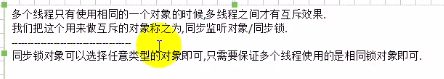 多个线程只有使用相同的一个对象的时候,多线程之间才有互斥效果.
我们把这个用来做互斥的对象称之为,同步监听对象/同步锁.
----------------------------------
同步锁对象可以选择任意类型的对象即可,只需要保证多个线程使用的是相同锁对象即可.